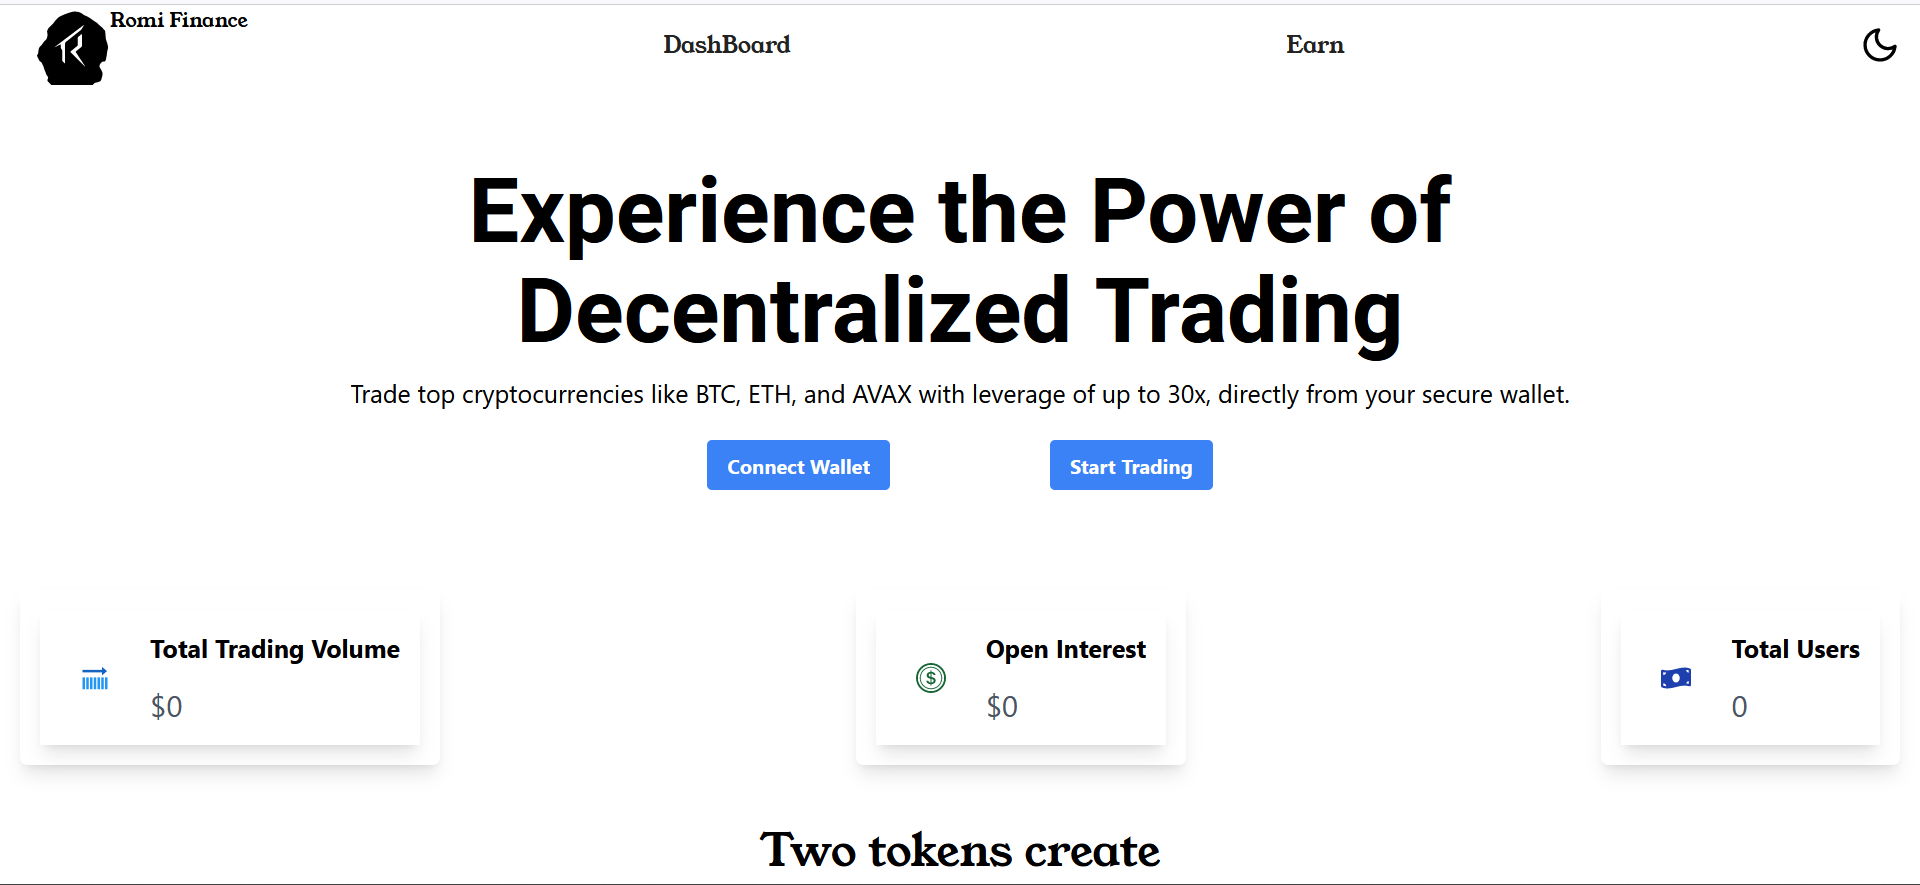 Romi Finance
DashBoard
Earn
Experience the Power of
Decentralized Trading
Trade top cryptocurrencies like BTC, ETH, and AVAX with leverage of up to 30x, directly from your secure wallet.
Connect Wallet
Start Trading
Total Trading Volume
$0
Open Interest
$0
Total Users
0
Two tokens create